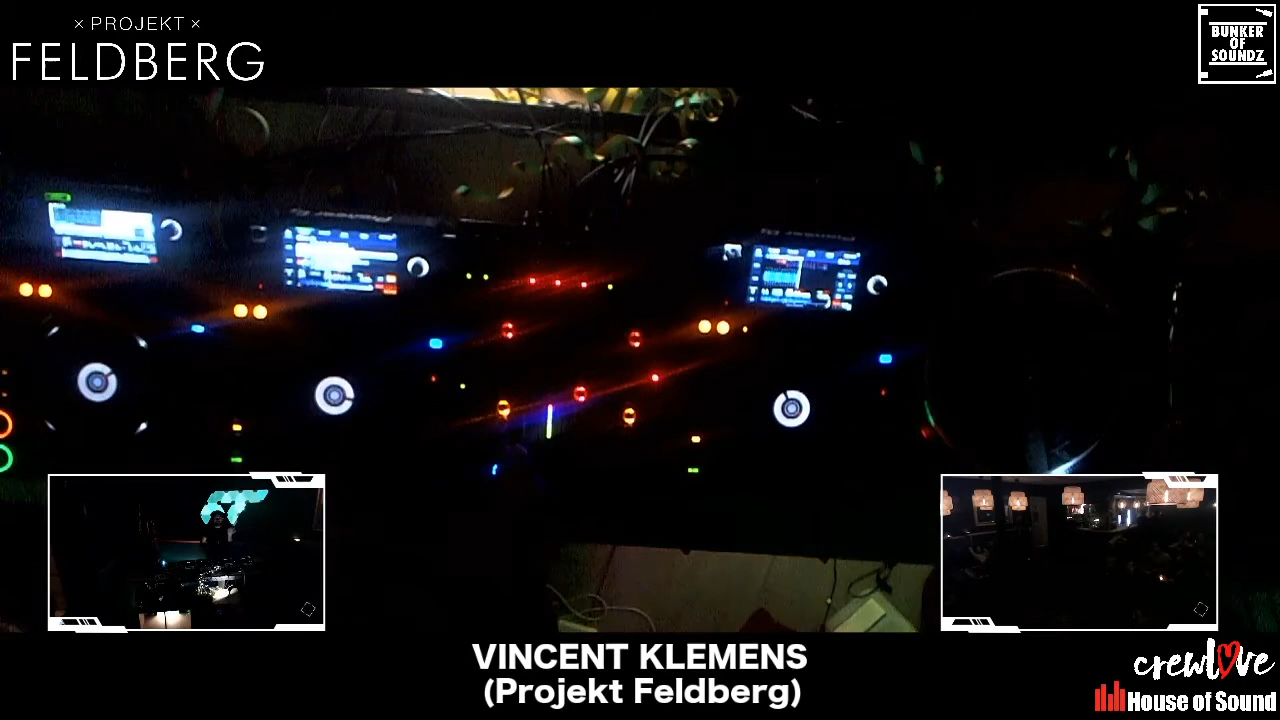 × PROJEKT ×
FELDBERG
BUNKER
OF
SOUNDZ
VINCENT KLEMENS
(Projekt Feldberg)
crewlove
House of Sound